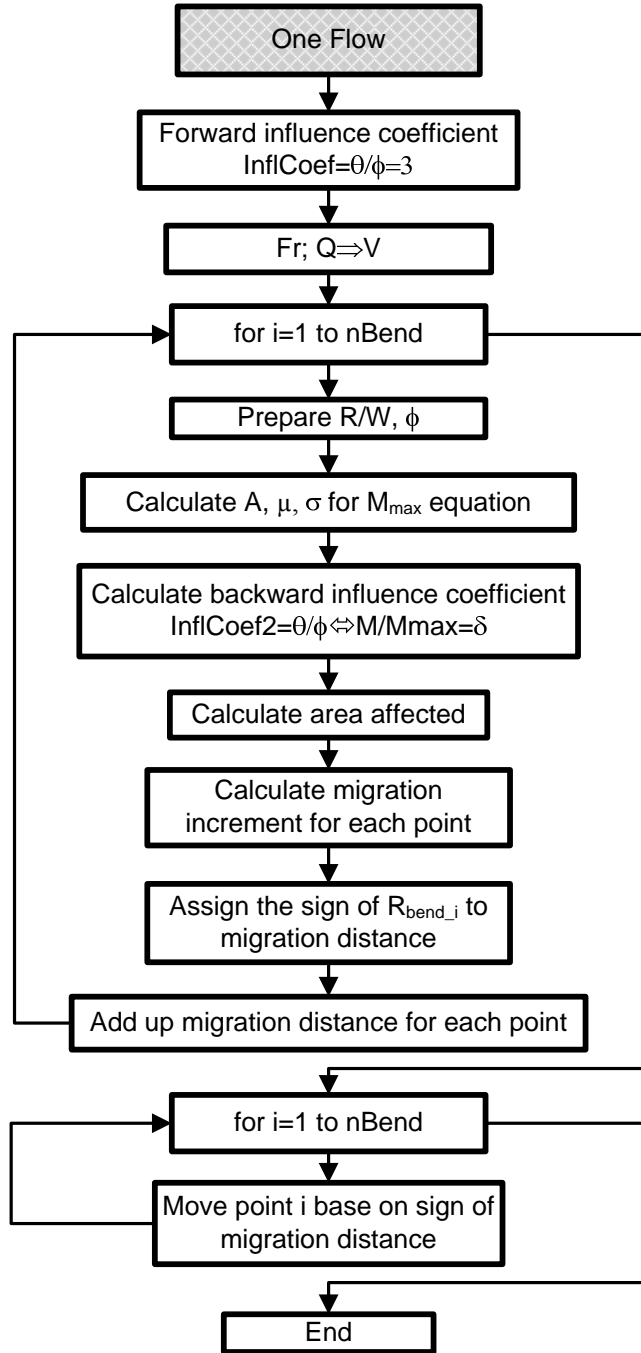 One Flow
Forward influence coefficient
InflCoef=θ/ϕ=3
Fr; Q⇒V
for i=1 to nBend
Prepare R/W, ϕ
Calculate A, μ, σ for Mmax equation
Calculate backward influence coefficient
InflCoef2=θ/ϕ⇔M/Mmax=δ
Calculate area affected
Calculate migration
increment for each point
Assign the sign of Rbend_i to
migration distance
Add up migration distance for each point
for i=1 to nBend
Move point i base on sign of
migration distance
End